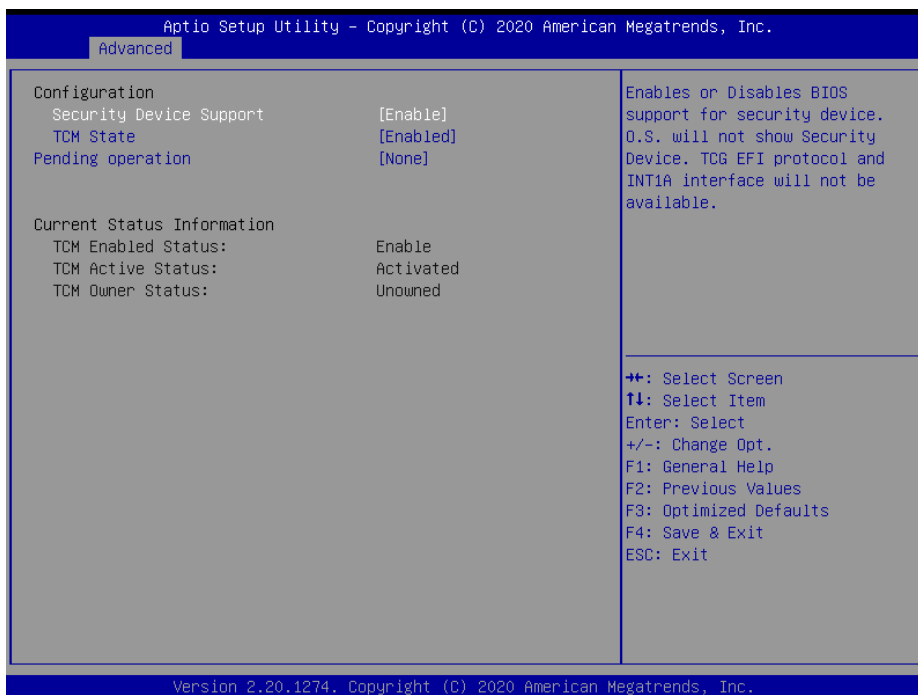 Aptio Setup Utility – Copyright (C) 2020 American Megatrends, Inc.
Advanced
Configuration
Security Device Support [Enable]
TCM State [Enabled]
Pending operation [None]
Current Status Information
TCM Enabled Status: Enable
TCM Active Status: Activated
TCM Owner Status: Unowned
Enables or Disables BIOS
support for security device.
O.S. will not show Security
Device. TCG EFI protocol and
INT1A interface will not be
available.
→←: Select Screen
↑↓: Select Item
Enter: Select
+/-: Change Opt.
F1: General Help
F2: Previous Values
F3: Optimized Defaults
F4: Save & Exit
ESC: Exit
Version 2.20.1274. Copyright (C) 2020 American Megatrends, Inc.